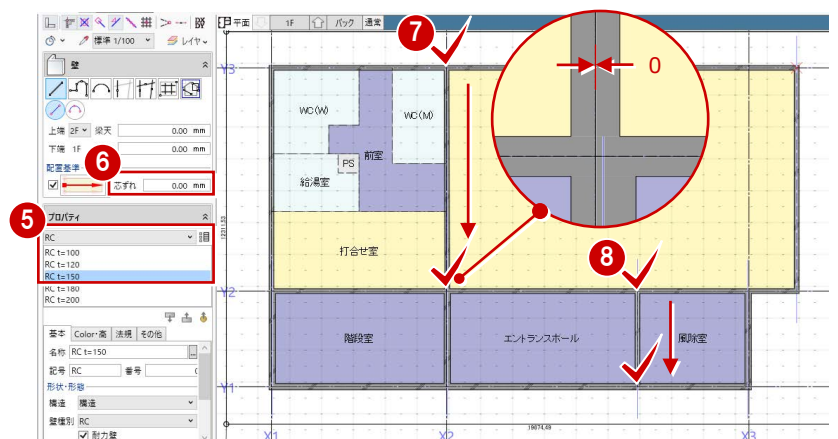 平面 1F バック 通常
標準 1/100 レイヤ
壁
上端 2F 梁天 0.00 mm
下端 1F 0.00 mm
配置基準
芯ずれ 0.00 mm
プロパティ
RC
RC t=100
RC t=120
RC t=150
RC t=180
RC t=200
基本 Color・高 法規 その他
名称 RC t=150 ...
記号 RC 番号
形状・形態
構造 構造
壁種別 RC
耐力壁
5
6
7
8
0
Y3
Y2
Y1
X1
X2
X3
12311.53
19874.49
WC(W)
WC(M)
前室
PS
給湯室
打合せ室
階段室
エントランスホール
風除室